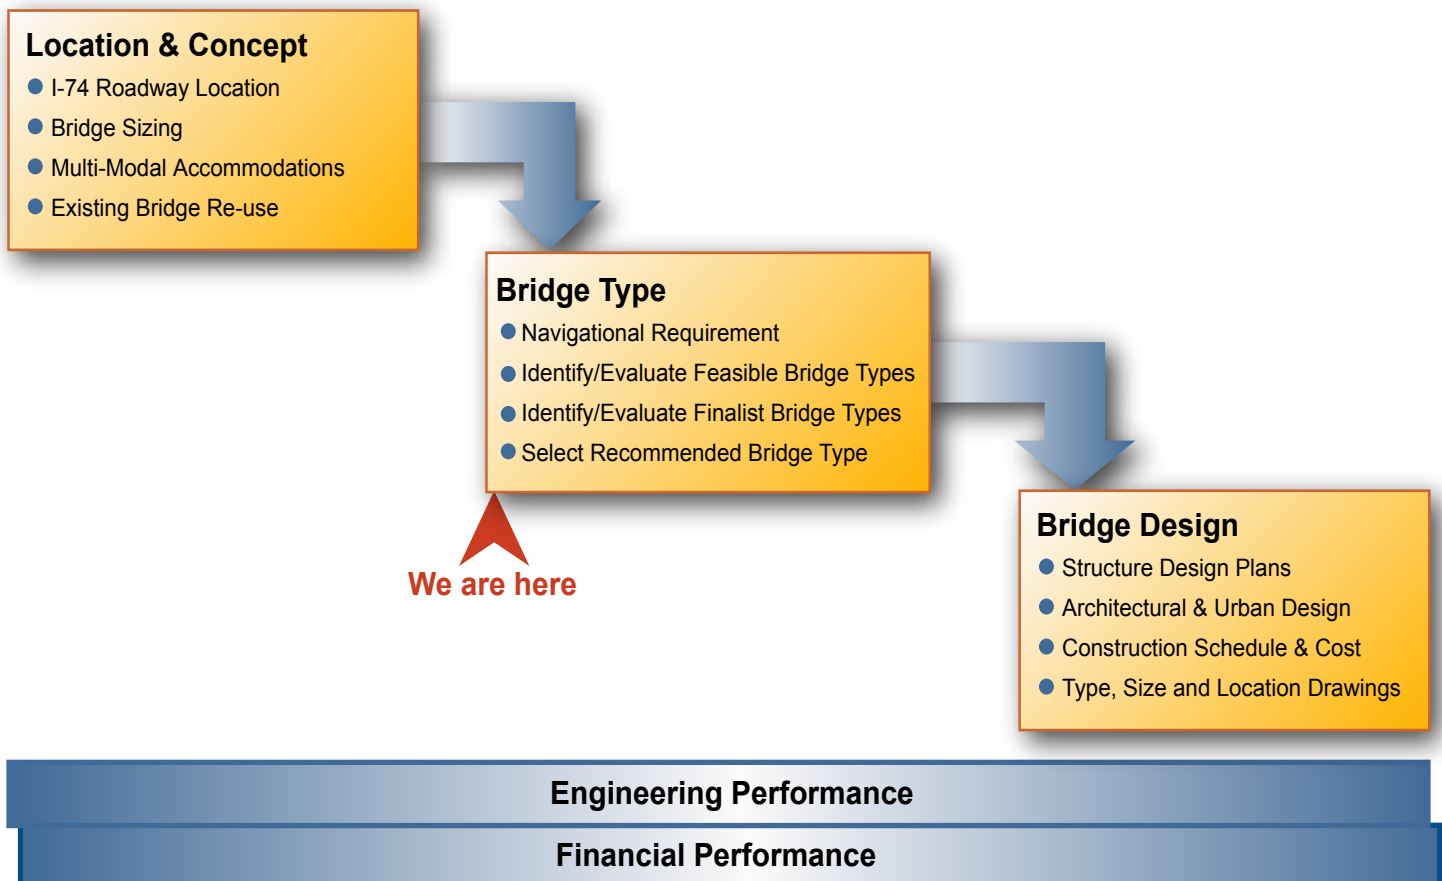 Location & Concept
I-74 Roadway Location
Bridge Sizing
Multi-Modal Accommodations
Existing Bridge Re-use
Bridge Type
Navigational Requirement
Identify/Evaluate Feasible Bridge Types
Identify/Evaluate Finalist Bridge Types
Select Recommended Bridge Type
We are here
Bridge Design
Structure Design Plans
Architectural & Urban Design
Construction Schedule & Cost
Type, Size and Location Drawings
Engineering Performance
Financial Performance